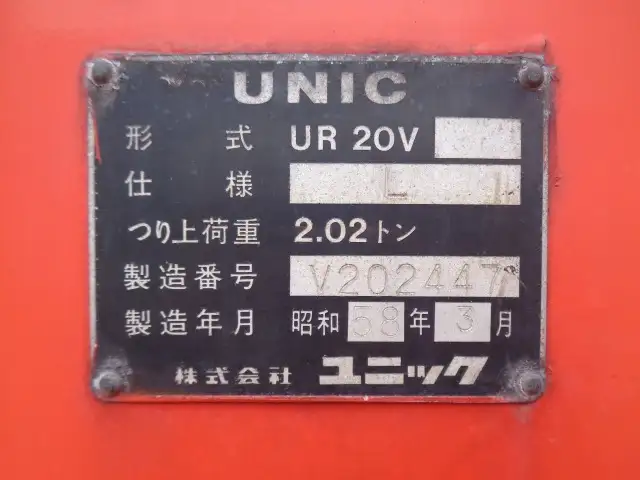 UNIC
形式 UR 20V
仕様 L
つり上荷重 2.02トン
製造番号 V202447
製造年月 昭和58年3月
株式会社 ユニック